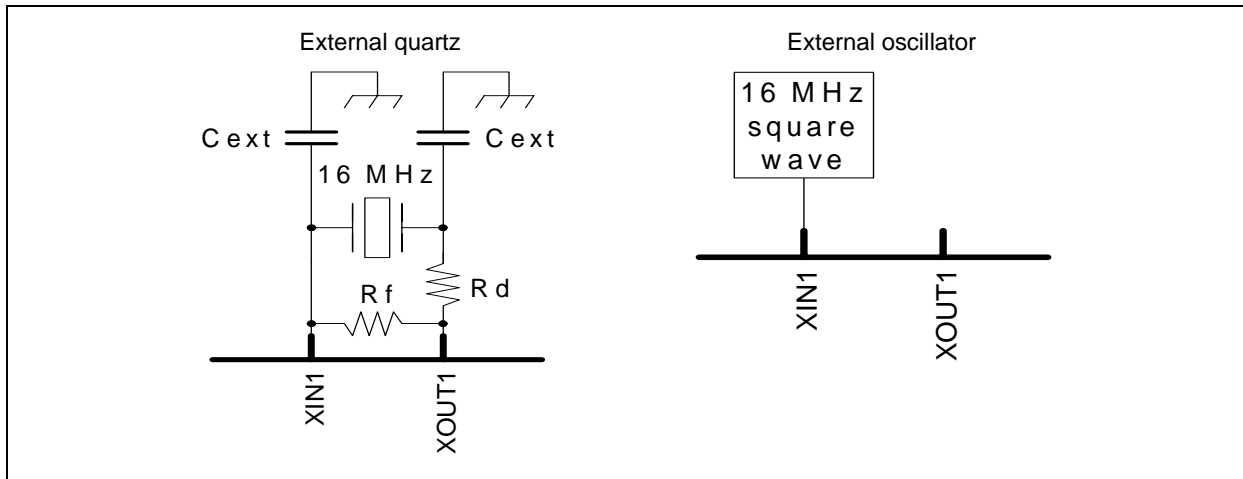 External quartz
Cext
Cext
16 MHz
Rd
Rf
XIN1
XOUT1
External oscillator
16 MHz
square
wave
XIN1
XOUT1